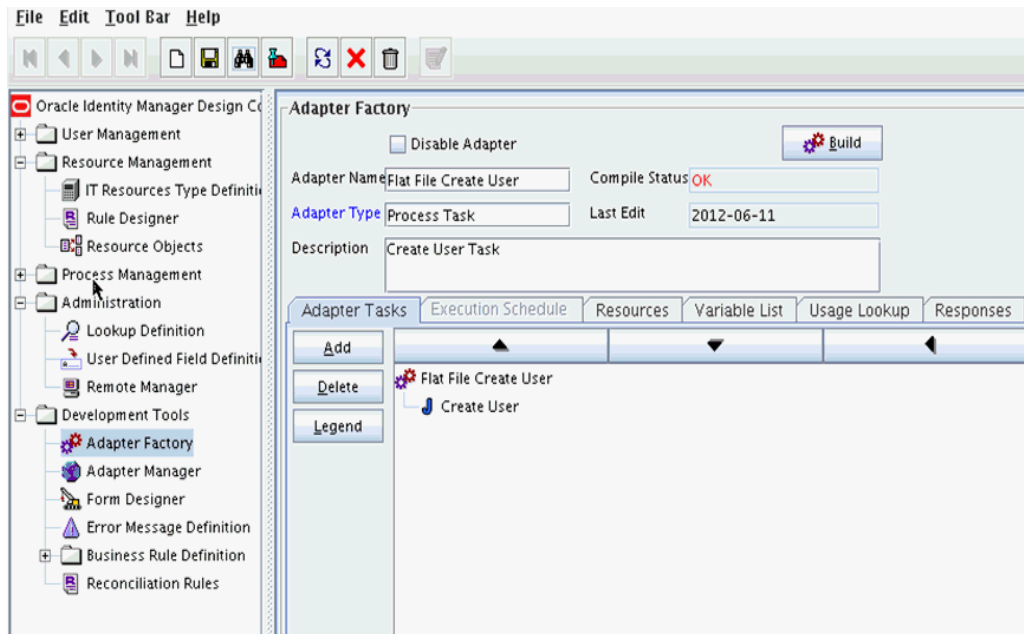 File Edit Tool Bar Help
Oracle Identity Manager Design Co
User Management
Resource Management
IT Resources Type Definiti
Rule Designer
Resource Objects
Process Management
Administration
Lookup Definition
User Defined Field Definiti
Remote Manager
Development Tools
Adapter Factory
Adapter Manager
Form Designer
Error Message Definition
Business Rule Definition
Reconciliation Rules
Adapter Factory
Disable Adapter
Build
Adapter Name Flat File Create User Compile Status OK
Adapter Type Process Task Last Edit 2012-06-11
Description Create User Task
Adapter Tasks Execution Schedule Resources Variable List Usage Lookup Responses
Add
Delete
Legend
Flat File Create User
Create User